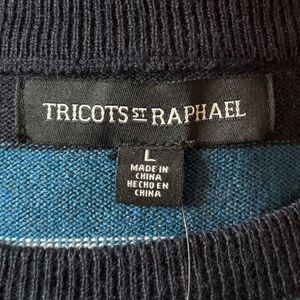 TRICOTS ST RAPHAEL
L
MADE IN
CHINA
HECHO EN
CHINA